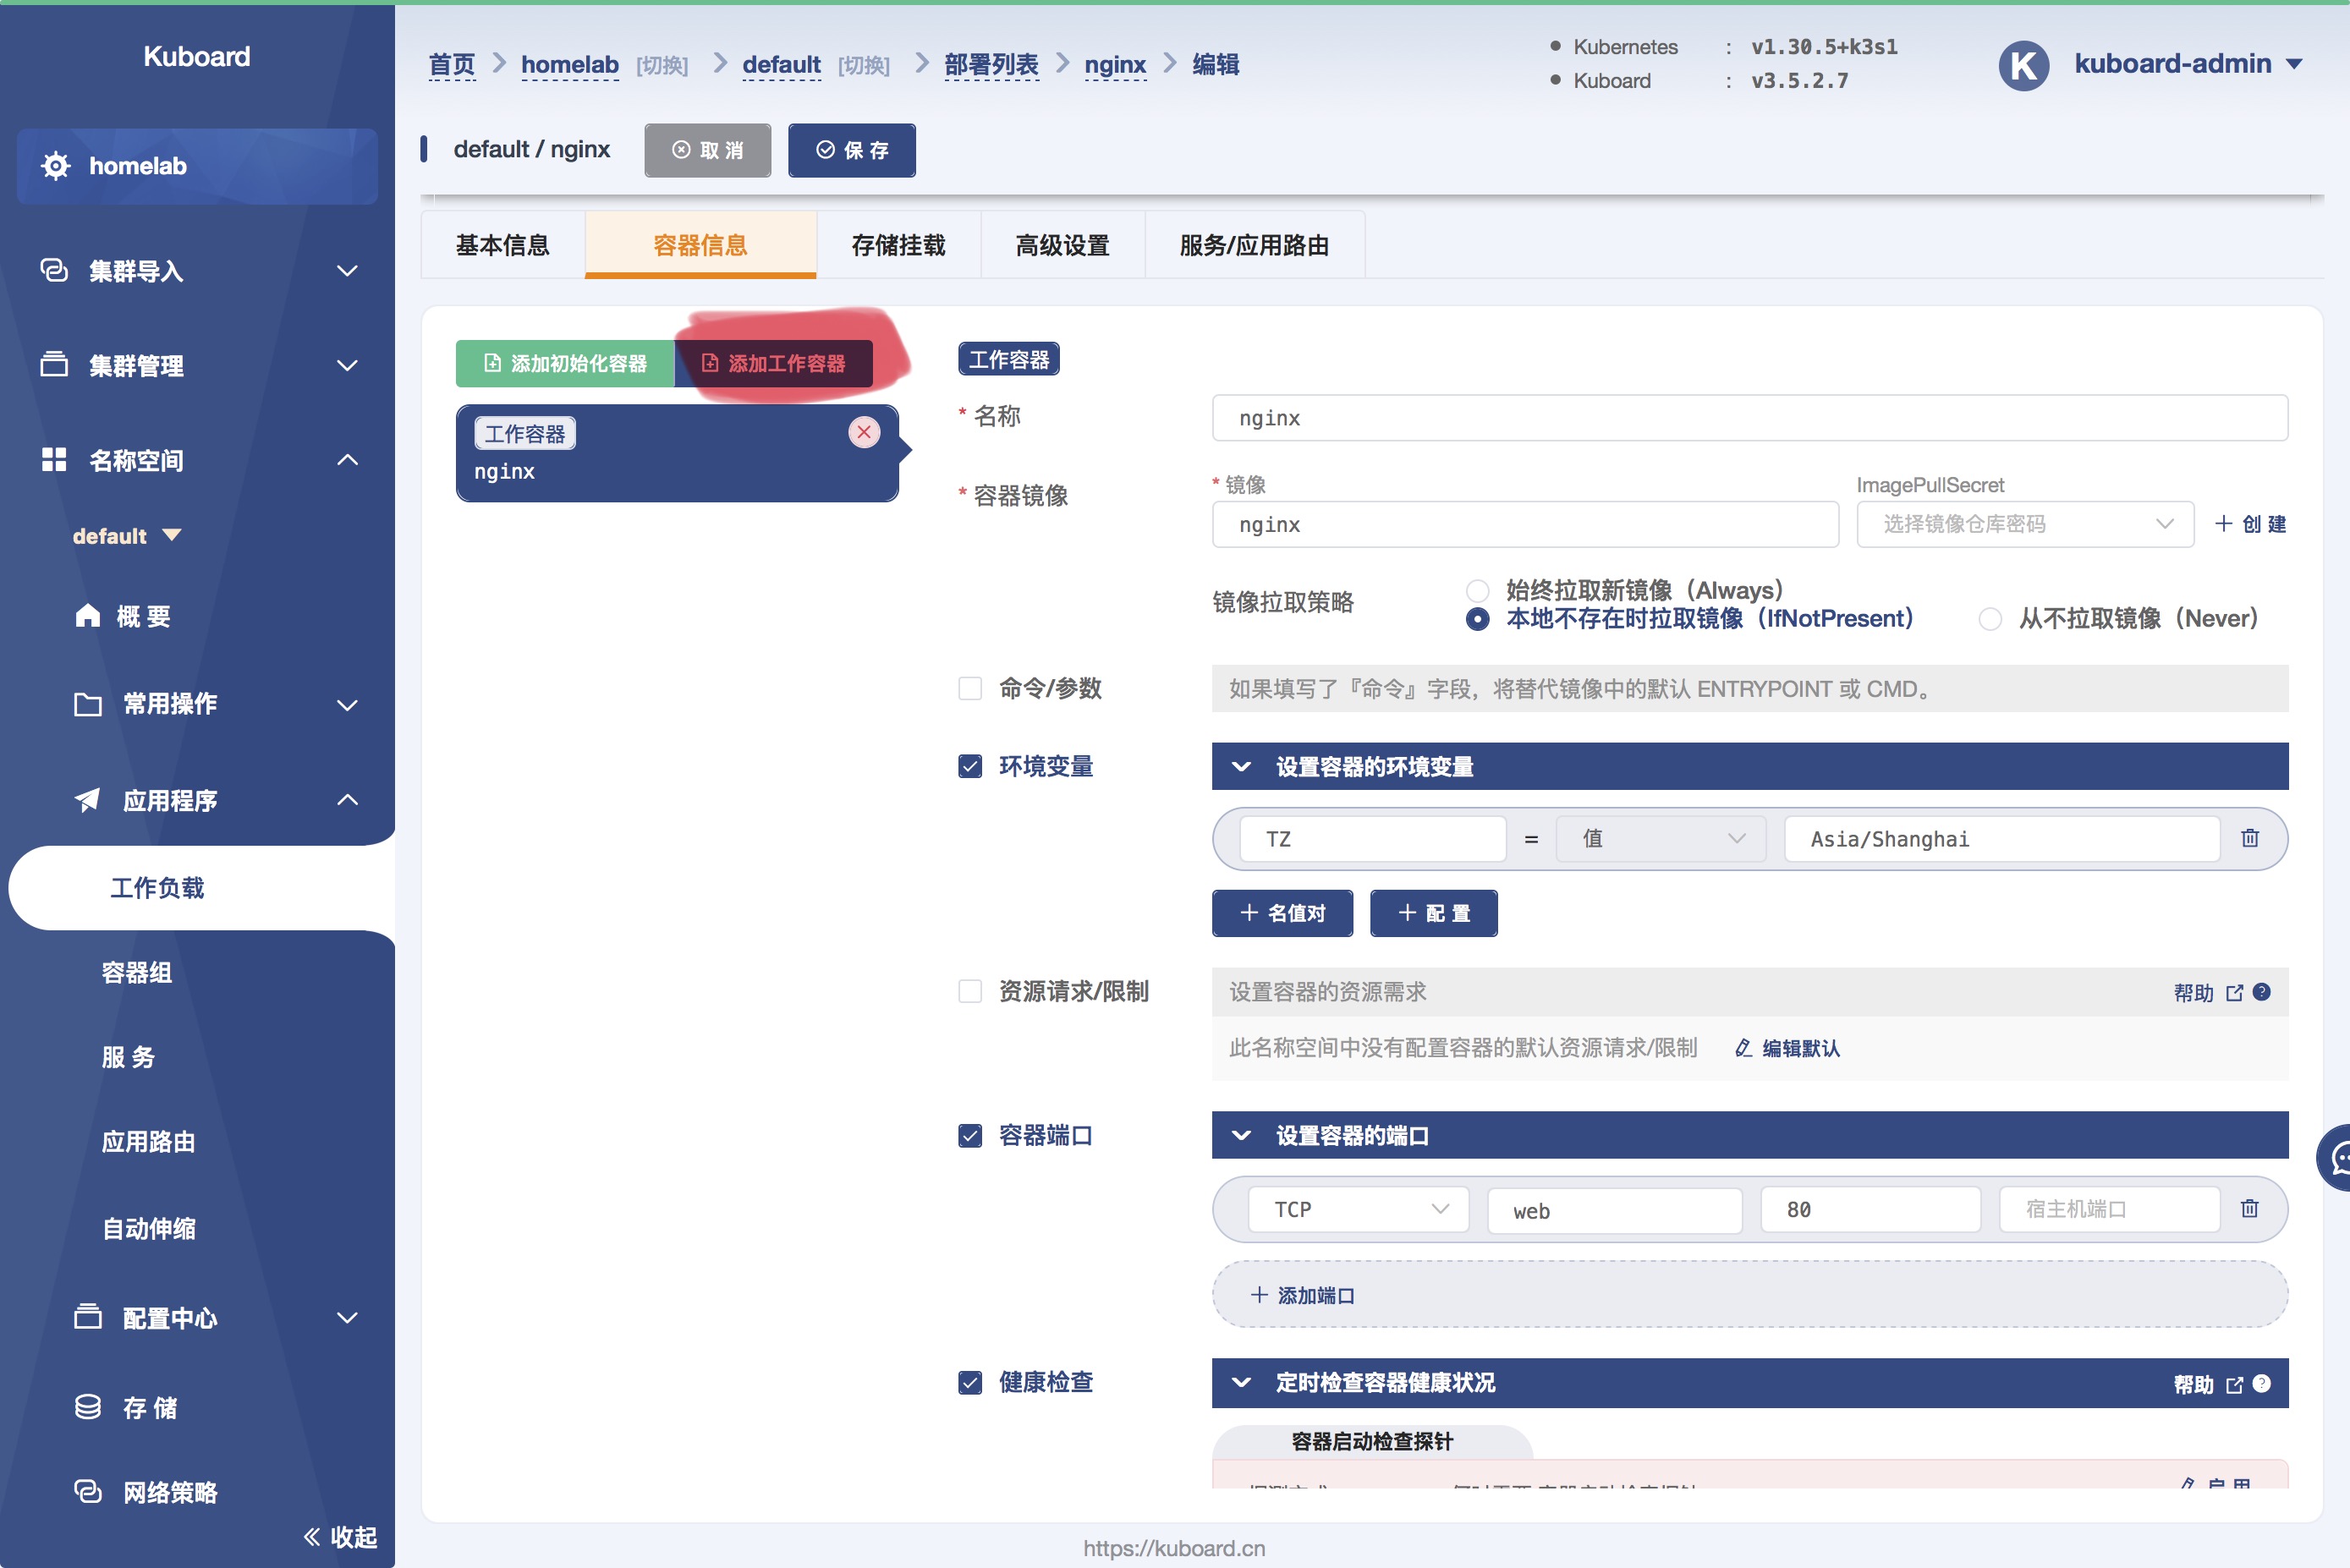 Kuboard
homelab
集群导入
集群管理
名称空间
default
概 要
常用操作
应用程序
工作负载
容器组
服 务
应用路由
自动伸缩
配置中心
存 储
网络策略
收起
首页 homelab [切换] default [切换] 部署列表 nginx 编辑
Kubernetes : v1.30.5+k3s1
Kuboard : v3.5.2.7
K kuboard-admin
default / nginx 取 消 保 存
基本信息 容器信息 存储挂载 高级设置 服务/应用路由
添加初始化容器 添加工作容器
工作容器
nginx
工作容器
* 名称 nginx
* 容器镜像 * 镜像 ImagePullSecret
nginx 选择镜像仓库密码 创 建
镜像拉取策略 始终拉取新镜像（Always）
本地不存在时拉取镜像（IfNotPresent） 从不拉取镜像（Never）
命令/参数 如果填写了『命令』字段，将替代镜像中的默认 ENTRYPOINT 或 CMD。
环境变量 设置容器的环境变量
TZ = 值 Asia/Shanghai
名值对 配 置
资源请求/限制 设置容器的资源需求 帮助
此名称空间中没有配置容器的默认资源请求/限制 编辑默认
容器端口 设置容器的端口
TCP web 80 宿主机端口
添加端口
健康检查 定时检查容器健康状况 帮助
容器启动检查探针
https://kuboard.cn